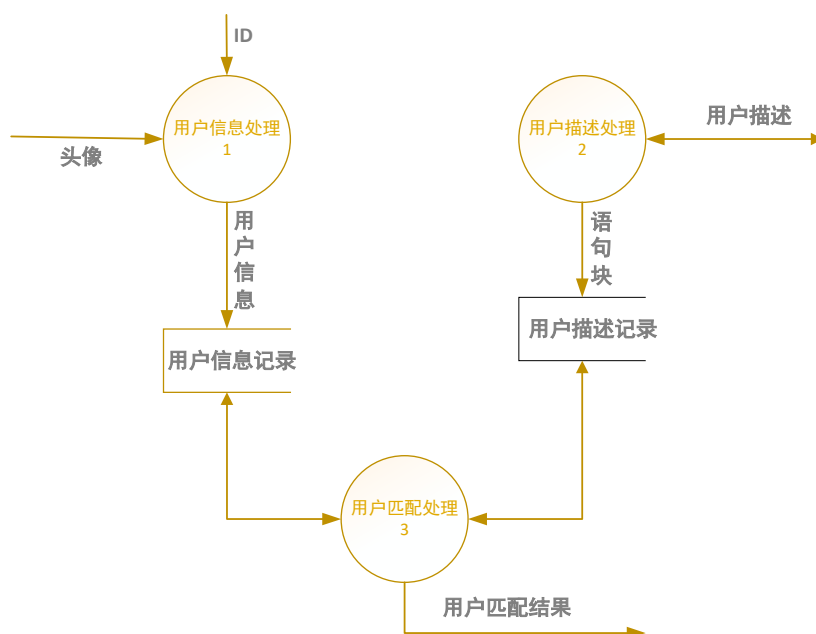 ID
用户信息处理
1
头像
用户描述处理
2
用户描述
用户信息
语句块
用户信息记录
用户描述记录
用户匹配处理
3
用户匹配结果